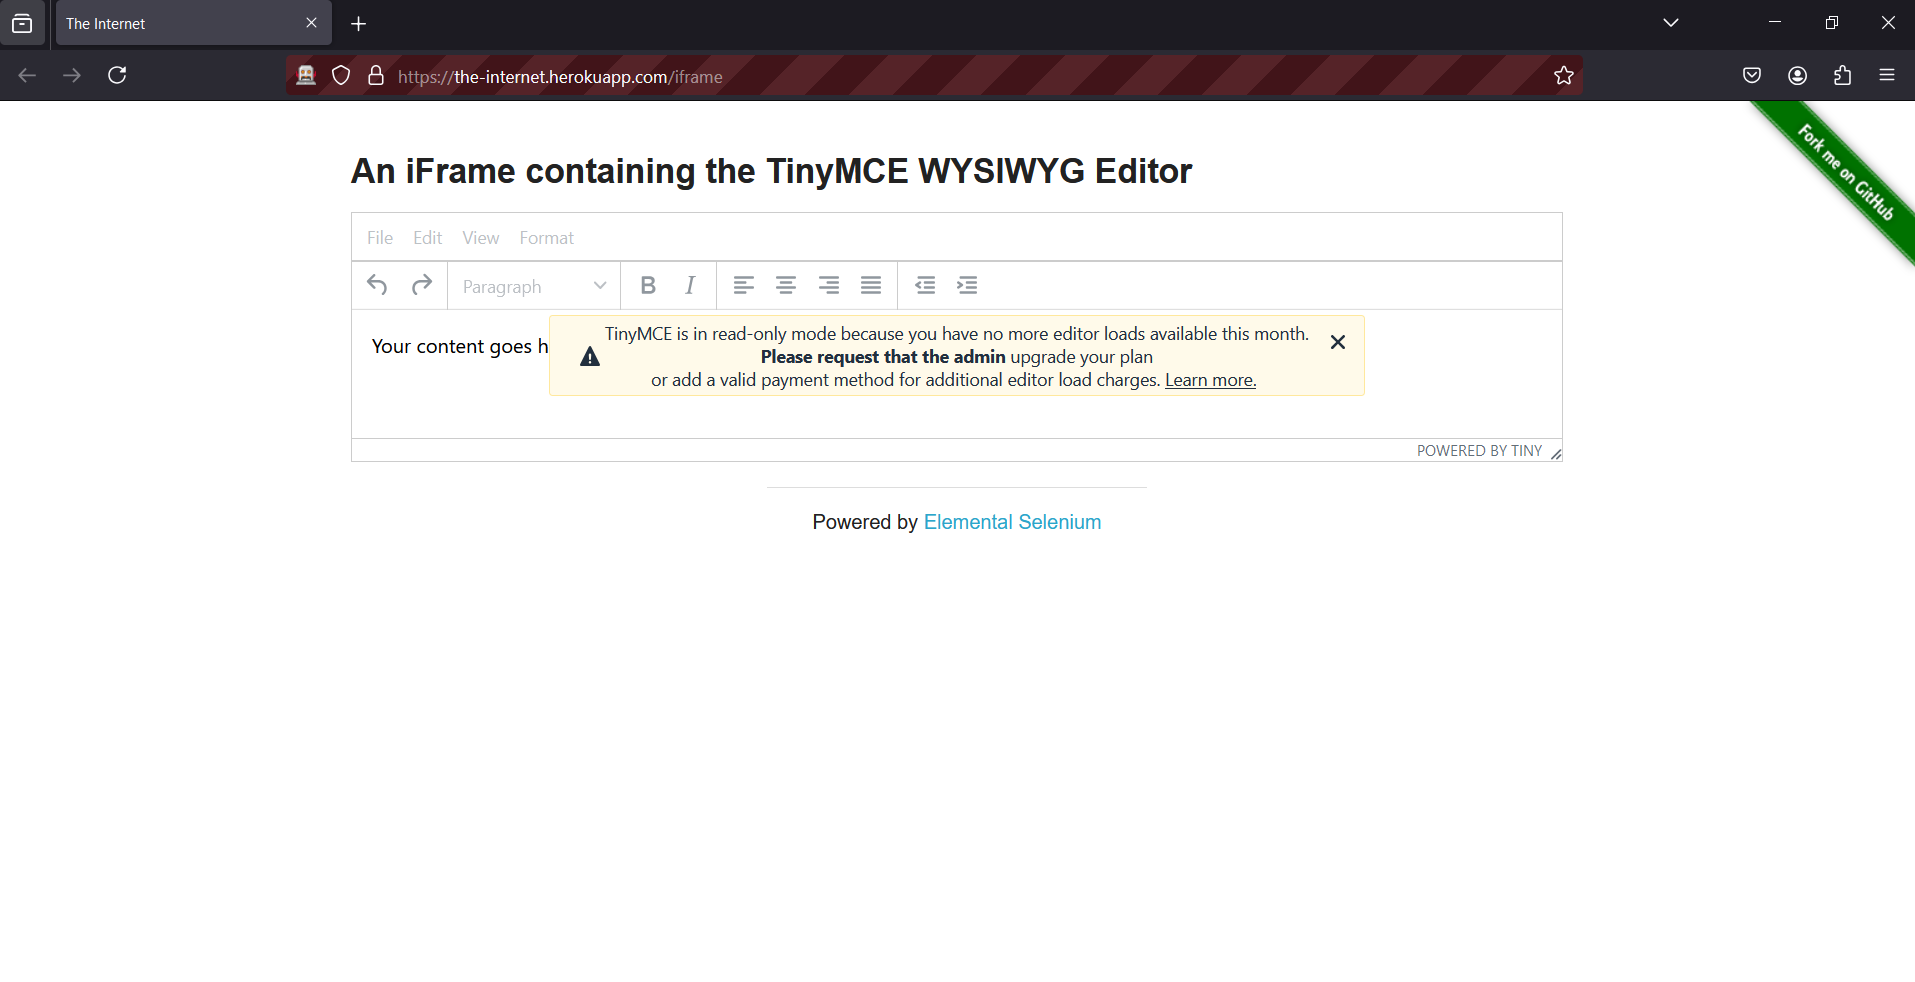 The Internet
https://the-internet.herokuapp.com/iframe
Fork me on GitHub
An iFrame containing the TinyMCE WYSIWYG Editor
File Edit View Format
Paragraph B I
Your content goes h
TinyMCE is in read-only mode because you have no more editor loads available this month.
Please request that the admin upgrade your plan
or add a valid payment method for additional editor load charges. Learn more.
POWERED BY TINY
Powered by Elemental Selenium